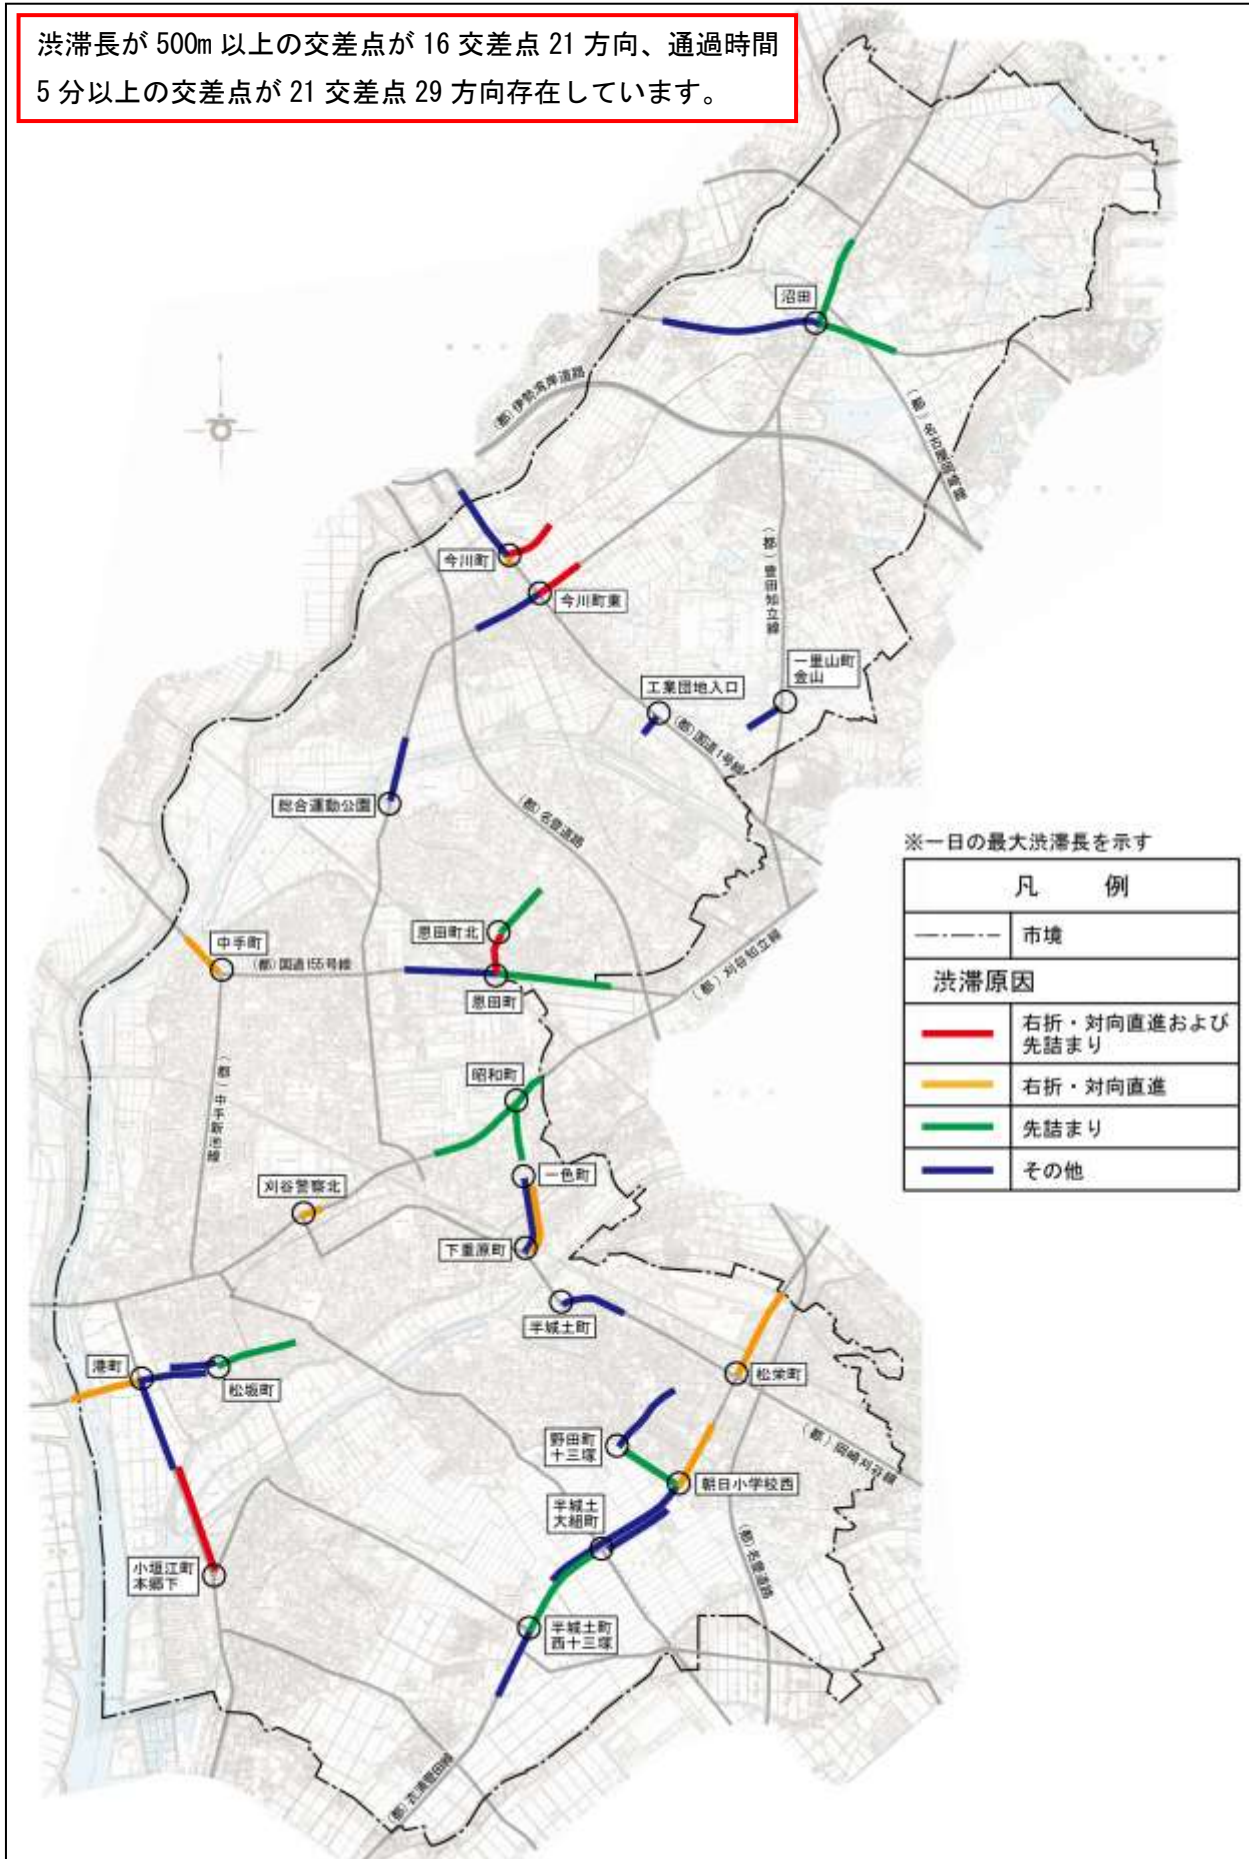 渋滞長が 500m 以上の交差点が 16 交差点 21 方向、通過時間
5 分以上の交差点が 21 交差点 29 方向存在しています。
沼田
(都)伊勢湾岸道路
(都)名古屋岡崎線
今川町
今川町東
(都)豊田知立線
一里山町
金山
工業団地入口
(都)国道1号線
総合運動公園
(都)名豊道路
※一日の最大渋滞長を示す
凡 例
市境
渋滞原因
右折・対向直進および
先詰まり
右折・対向直進
先詰まり
その他
恩田町北
中手町
(都)国道155号線
恩田町
(都)刈谷知立線
昭和町
(都)中手新池線
一色町
刈谷警察北
下重原町
半城土町
港町
松坂町
松栄町
野田町
十三塚
(都)岡崎刈谷線
朝日小学校西
半城土
大組町
(都)名豊道路
小垣江町
本郷下
半城土町
西十三塚
(都)衣浦豊田線